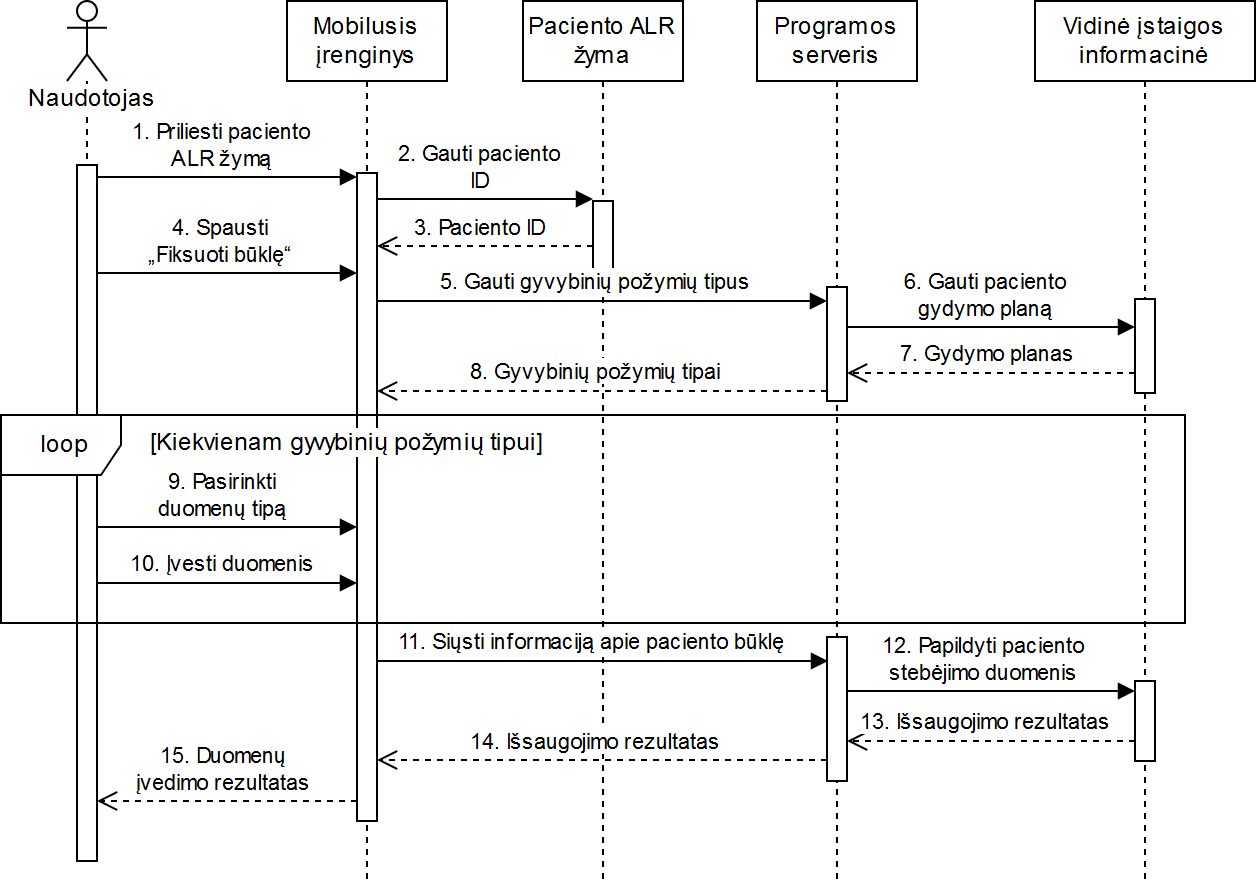 Naudotojas
Mobilusis
įrenginys
Paciento ALR
žyma
Programos
serveris
Vidinė įstaigos
informacinė
1. Priliesti paciento
ALR žymą
2. Gauti paciento
ID
3. Paciento ID
4. Spausti
„Fiksuoti būklę“
5. Gauti gyvybinių požymių tipus
6. Gauti paciento
gydymo planą
7. Gydymo planas
8. Gyvybinių požymių tipai
loop
[Kiekvienam gyvybinių požymių tipui]
9. Pasirinkti
duomenų tipą
10. Įvesti duomenis
11. Siųsti informaciją apie paciento būklę
12. Papildyti paciento
stebėjimo duomenis
13. Išsaugojimo rezultatas
14. Išsaugojimo rezultatas
15. Duomenų
įvedimo rezultatas